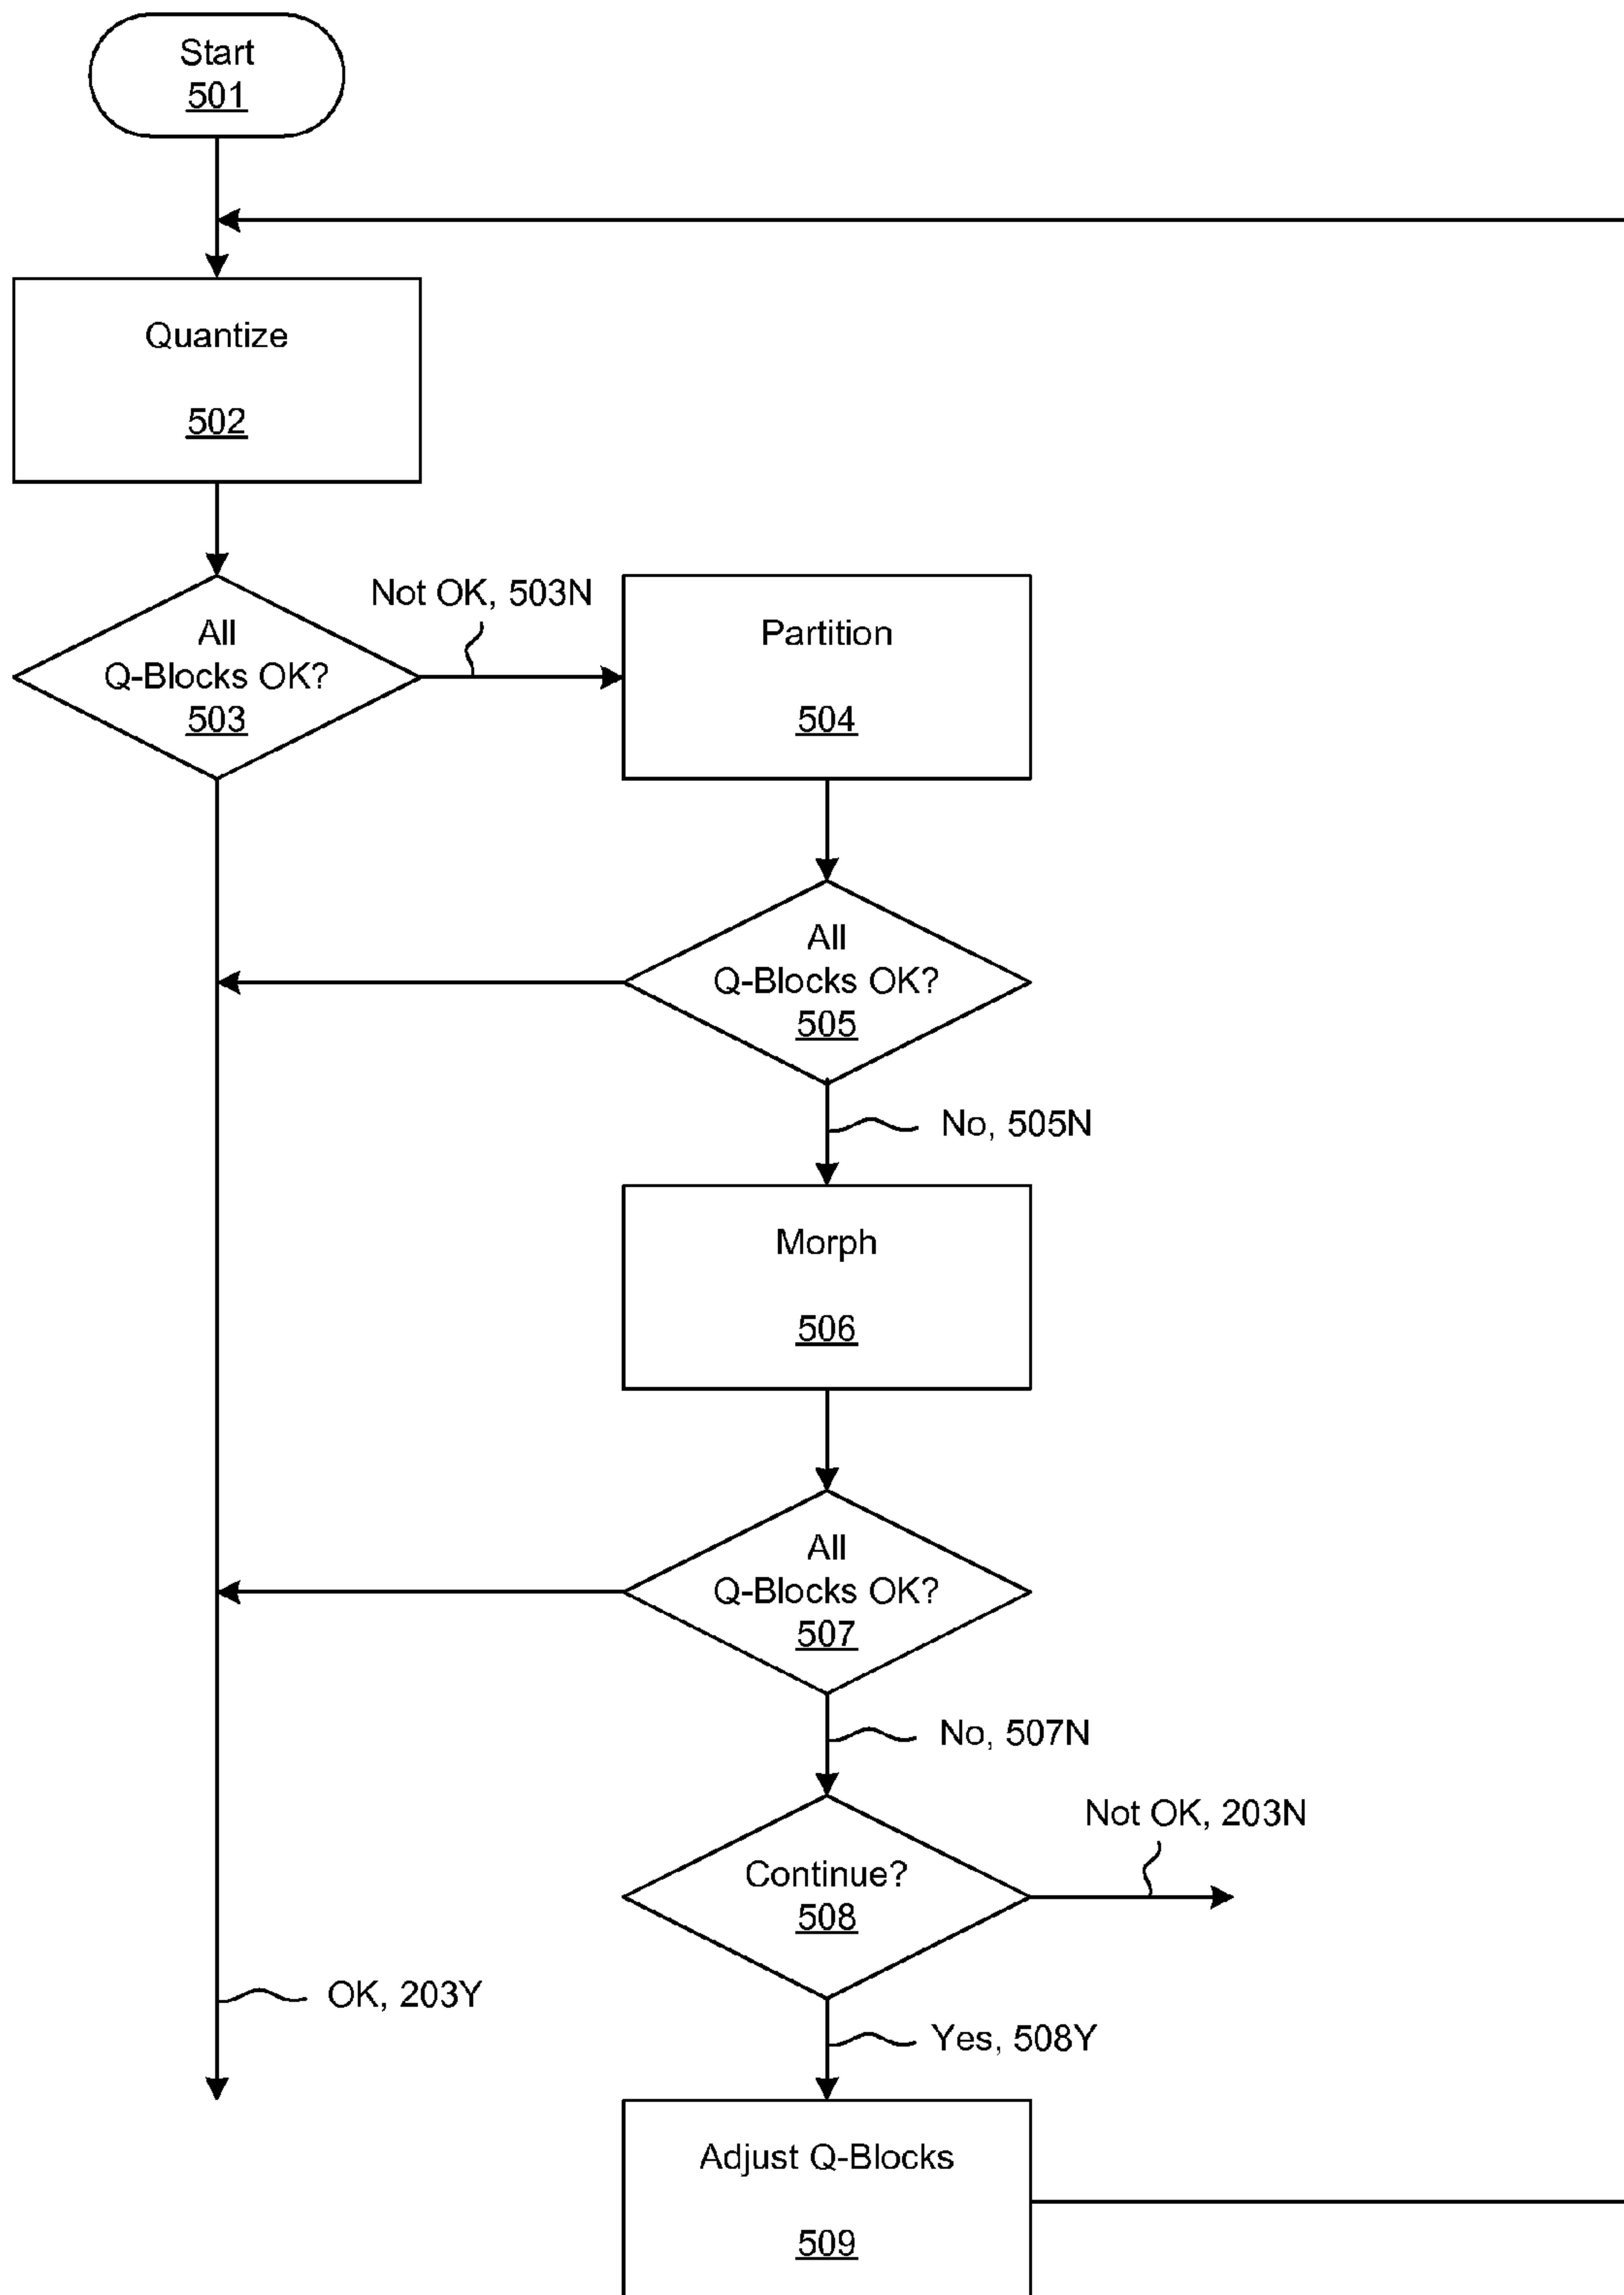 Start
501
Quantize
502
All
Q-Blocks OK?
503
Not OK, 503N
Partition
504
All
Q-Blocks OK?
505
No, 505N
Morph
506
All
Q-Blocks OK?
507
No, 507N
Continue?
508
Not OK, 203N
OK, 203Y
Yes, 508Y
Adjust Q-Blocks
509